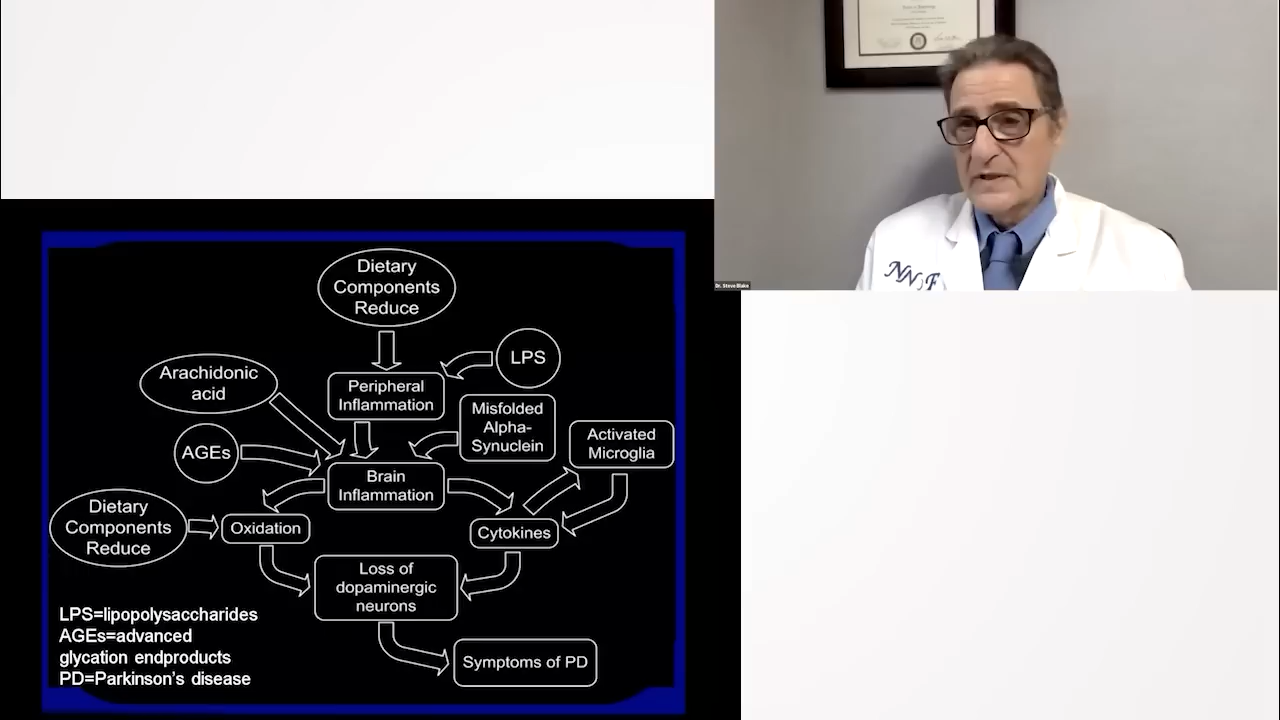 Dietary
Components
Reduce
LPS
Arachidonic
acid
Peripheral
Inflammation
Misfolded
Alpha-
Synuclein
Activated
Microglia
AGEs
Brain
Inflammation
Dietary
Components
Reduce
Oxidation
Cytokines
Loss of
dopaminergic
neurons
Symptoms of PD
LPS=lipopolysaccharides
AGEs=advanced
glycation endproducts
PD=Parkinson's disease
Dr. Steve Blake